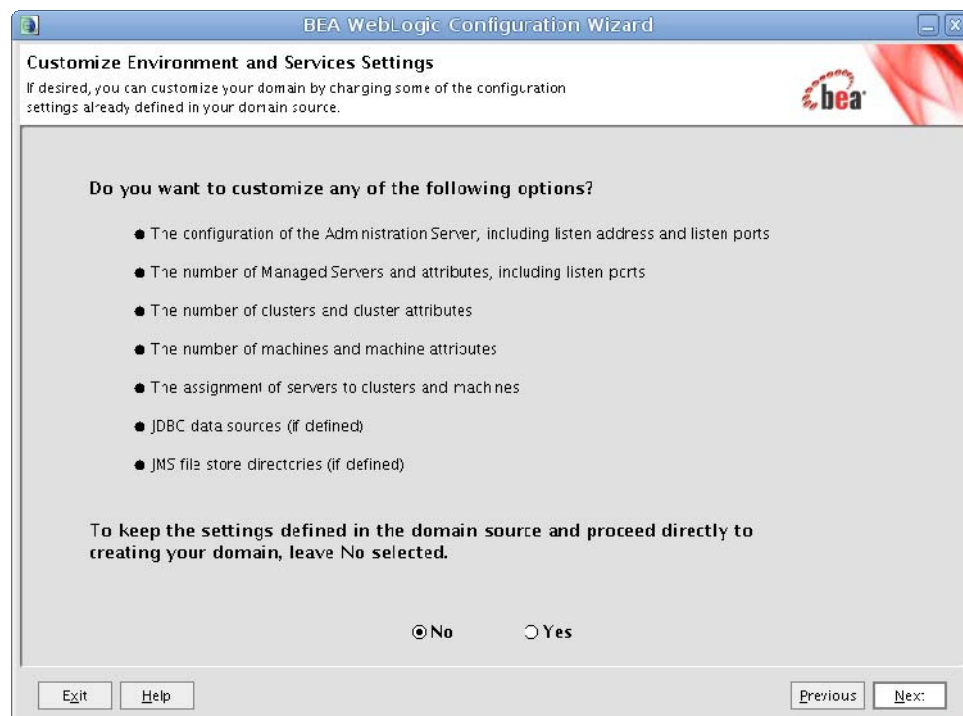 BEA WebLogic Configuration Wizard
Customize Environment and Services Settings
If desired, you can customize your domain by changing some of the configuration
settings already defined in your domain source.
bea
Do you want to customize any of the following options?
The configuration of the Administration Server, including listen address and listen ports
The number of Managed Servers and attributes, including listen ports
The number of clusters and cluster attributes
The number of machines and machine attributes
The assignment of servers to clusters and machines
JDBC data sources (if defined)
JMS file store directories (if defined)
To keep the settings defined in the domain source and proceed directly to
creating your domain, leave No selected.
No Yes
Exit Help Previous Next